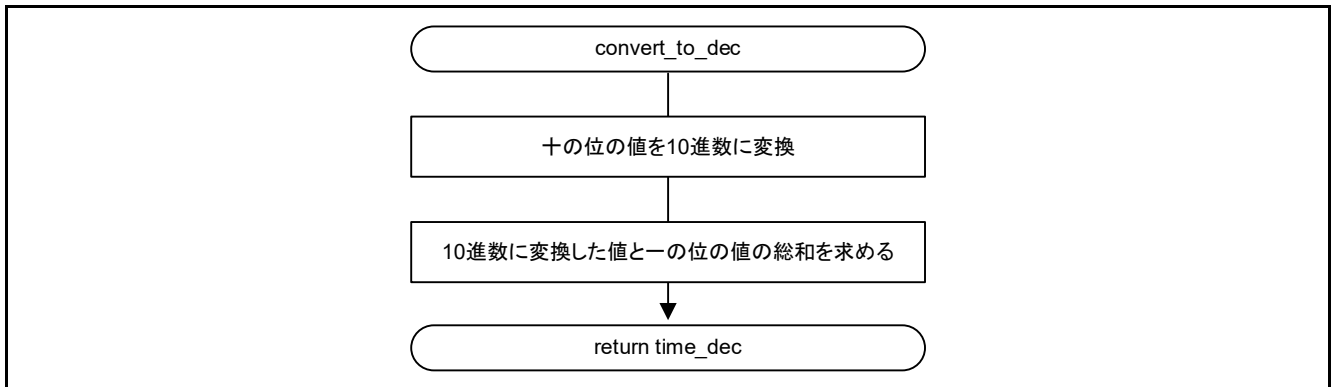 convert_to_dec
十の位の値を10進数に変換
10進数に変換した値と一の位の値の総和を求める
return time_dec